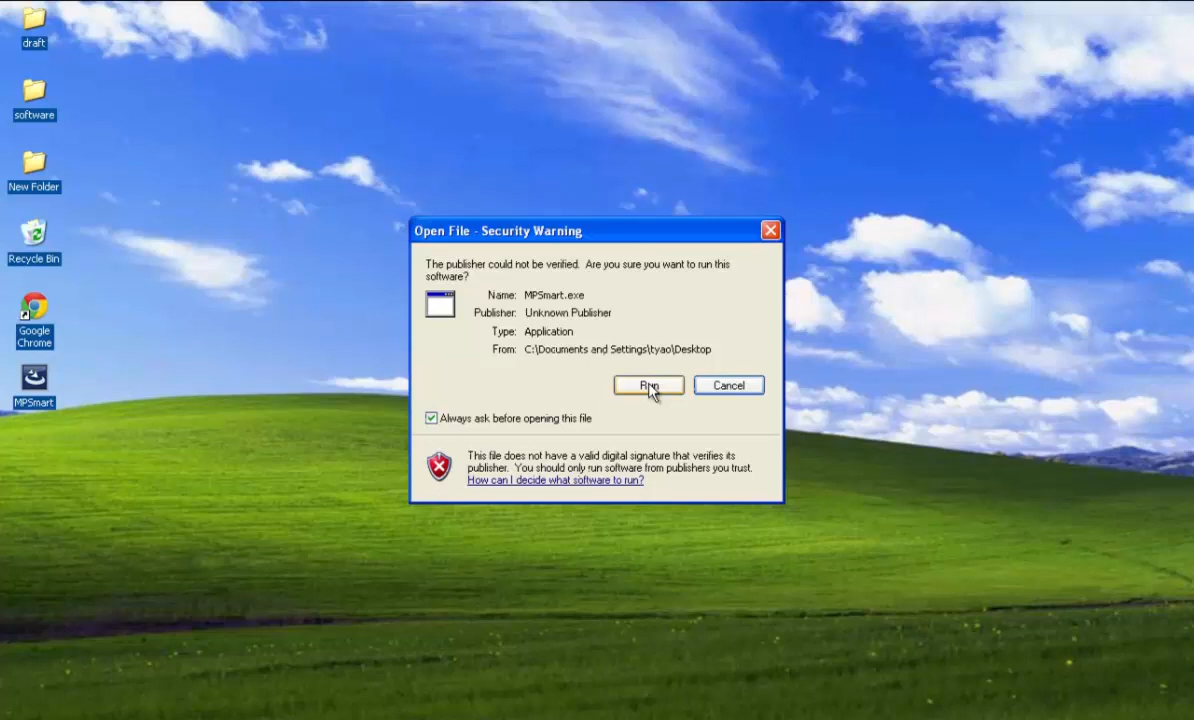 draft
software
New Folder
Recycle Bin
Google
Chrome
MPSmart
Open File - Security Warning
The publisher could not be verified. Are you sure you want to run this
software?
Name: MPSmart.exe
Publisher: Unknown Publisher
Type: Application
From: C:\Documents and Settings\tyao\Desktop
Run Cancel
Always ask before opening this file
This file does not have a valid digital signature that verifies its
publisher. You should only run software from publishers you trust.
How can I decide what software to run?